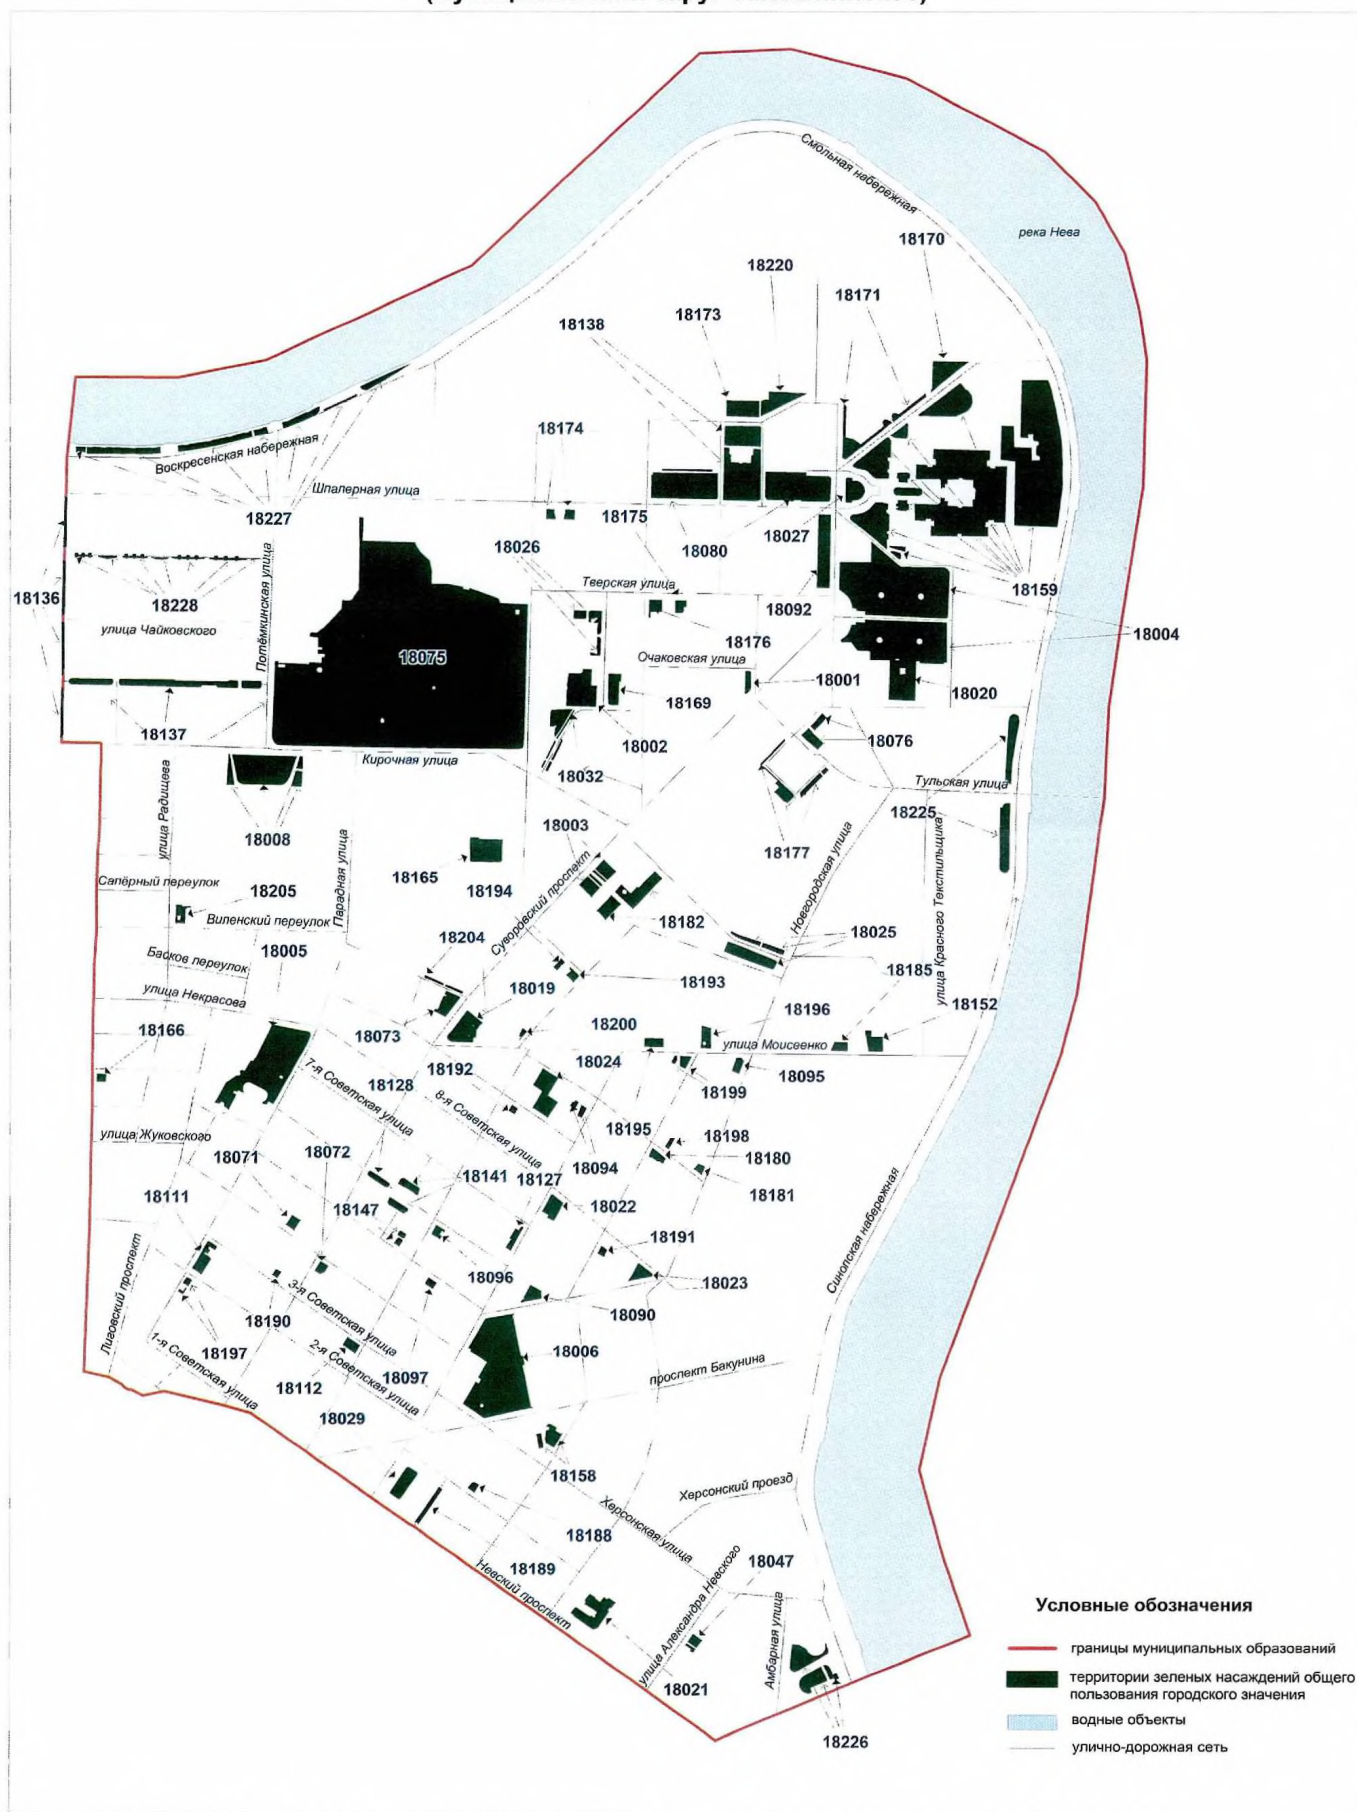 Смольная набережная
река Нева
18170
18220
18171
18173
18138
18174
Воскресенская набережная
Шпалерная улица
18227
18175
18026
18080
18027
Потёмкинская улица
Тверская улица
18136
18228
18092
18159
18176
18004
улица Чайковского
18075
Очаковская улица
18001
18020
18169
18137
18002
18076
Кирочная улица
18032
Тульская улица
18225
улица Радищева
18008
18003
18177
Парадная улица
Суворовский проспект
Новгородская улица
улица Красного Текстильщика
18165
18194
Сапёрный переулок
18205
Виленский переулок
18182
18025
18204
18005
Басков переулок
18185
18193
18019
улица Некрасова
18152
18196
18166
18073
18200
улица Моисеенко
18192
18024
18095
7-я Советская улица
18128
18199
8-я Советская улица
18195
улица Жуковского
18198
18071
18072
18180
18094
18141
18127
18181
18111
18147
18022
Синопская набережная
18191
Лиговский проспект
18096
18023
3-я Советская улица
18190
18090
18197
1-я Советская улица
2-я Советская улица
18006
проспект Бакунина
18097
18112
18029
18158
Херсонский проезд
Херсонская улица
18188
18189
18047
Невский проспект
улица Александра Невского
Амбарная улица
18021
18226
Условные обозначения
границы муниципальных образований
территории зеленых насаждений общего
пользования городского значения
водные объекты
улично-дорожная сеть